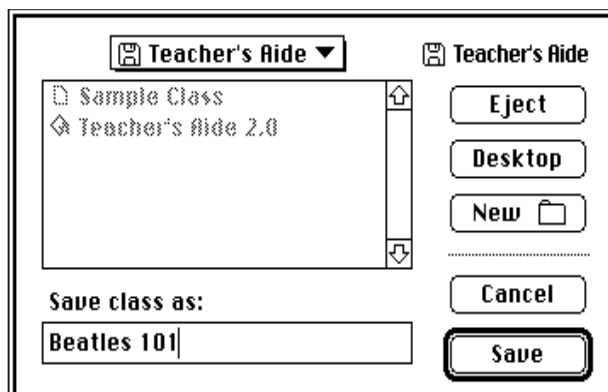 Teacher's Aide
Teacher's Aide
Sample Class
Teacher's Aide 2.0
Eject
Desktop
New
Save class as:
Beatles 101
Cancel
Save